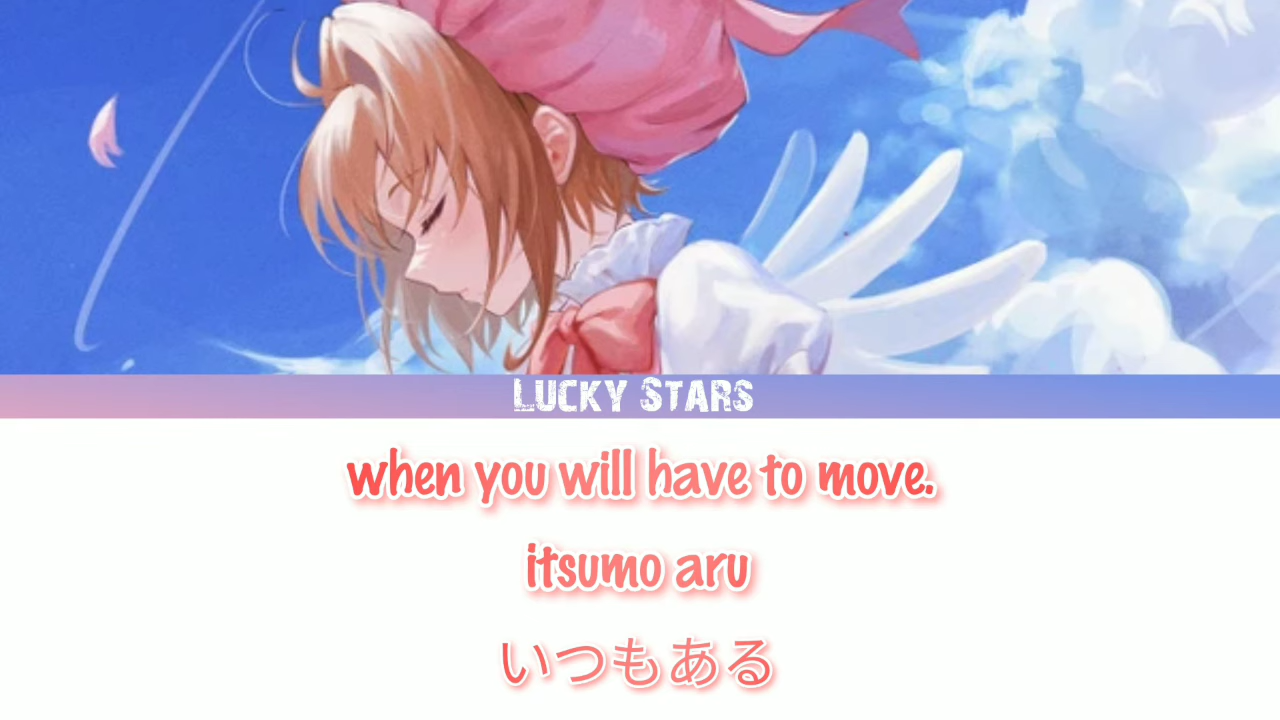 Lucky Stars
when you will have to move.
itsumo aru
いつもある